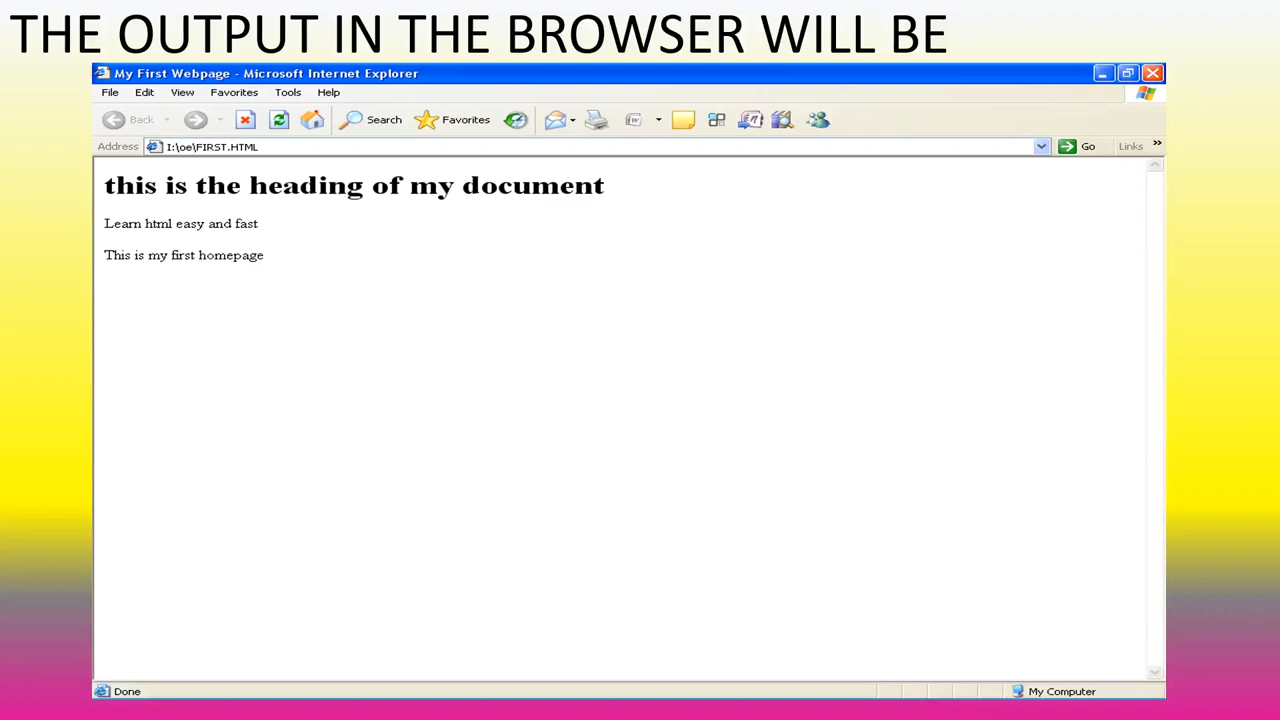 THE OUTPUT IN THE BROWSER WILL BE
My First Webpage - Microsoft Internet Explorer
File Edit View Favorites Tools Help
Back Search Favorites
Address I:\oe\FIRST.HTML Go Links »
this is the heading of my document
Learn html easy and fast
This is my first homepage
Done My Computer